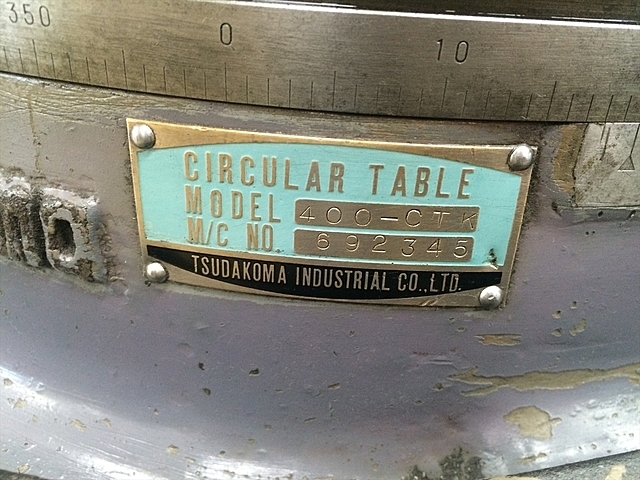 350 0 10
CIRCULAR TABLE
MODEL 400-CTK
M/C NO. 692345
TSUDAKOMA INDUSTRIAL CO.,LTD.